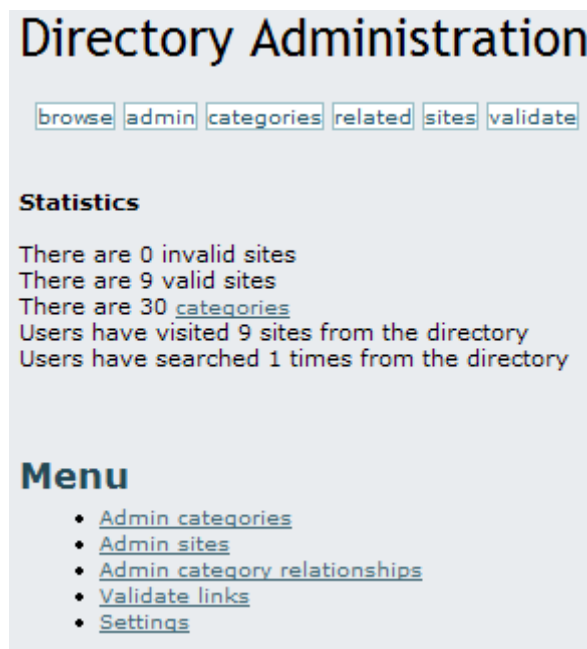 Directory Administration
browse admin categories related sites validate
Statistics
There are 0 invalid sites
There are 9 valid sites
There are 30 categories
Users have visited 9 sites from the directory
Users have searched 1 times from the directory
Menu
Admin categories
Admin sites
Admin category relationships
Validate links
Settings